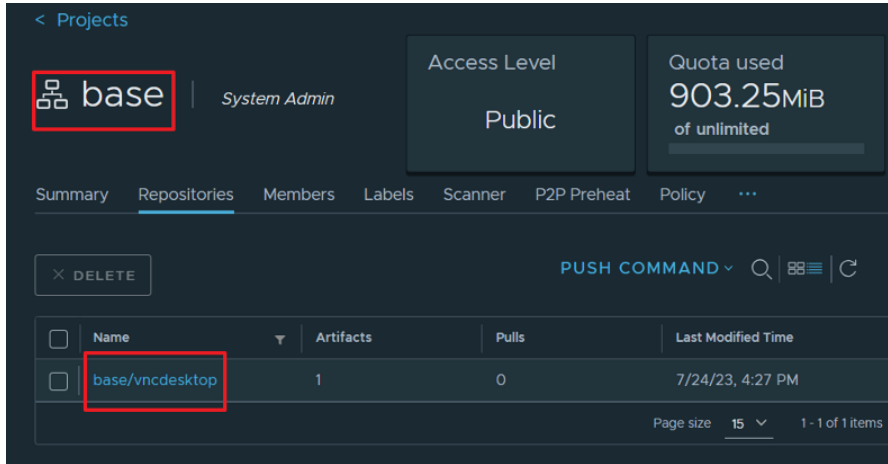 < Projects
base
System Admin
Access Level
Public
Quota used
903.25MiB
of unlimited
Summary Repositories Members Labels Scanner P2P Preheat Policy ...
× DELETE
PUSH COMMAND
Name Artifacts Pulls Last Modified Time
base/vncdesktop 1 0 7/24/23, 4:27 PM
Page size 15 1 - 1 of 1 items